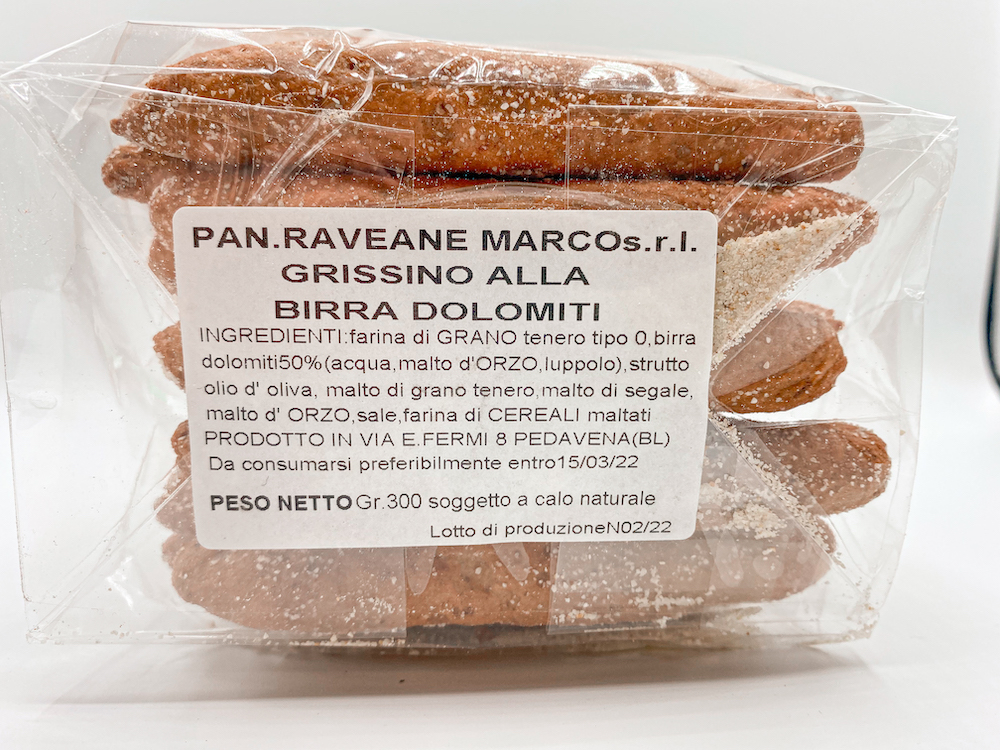 PAN.RAVEANE MARCOs.r.l.
GRISSINO ALLA
BIRRA DOLOMITI
INGREDIENTI:farina di GRANO tenero tipo 0,birra
dolomiti50%(acqua,malto d'ORZO,luppolo),strutto
olio d' oliva, malto di grano tenero,malto di segale,
malto d' ORZO,sale,farina di CEREALI maltati
PRODOTTO IN VIA E.FERMI 8 PEDAVENA(BL)
Da consumarsi preferibilmente entro15/03/22
PESO NETTOGr.300 soggetto a calo naturale
Lotto di produzioneN02/22